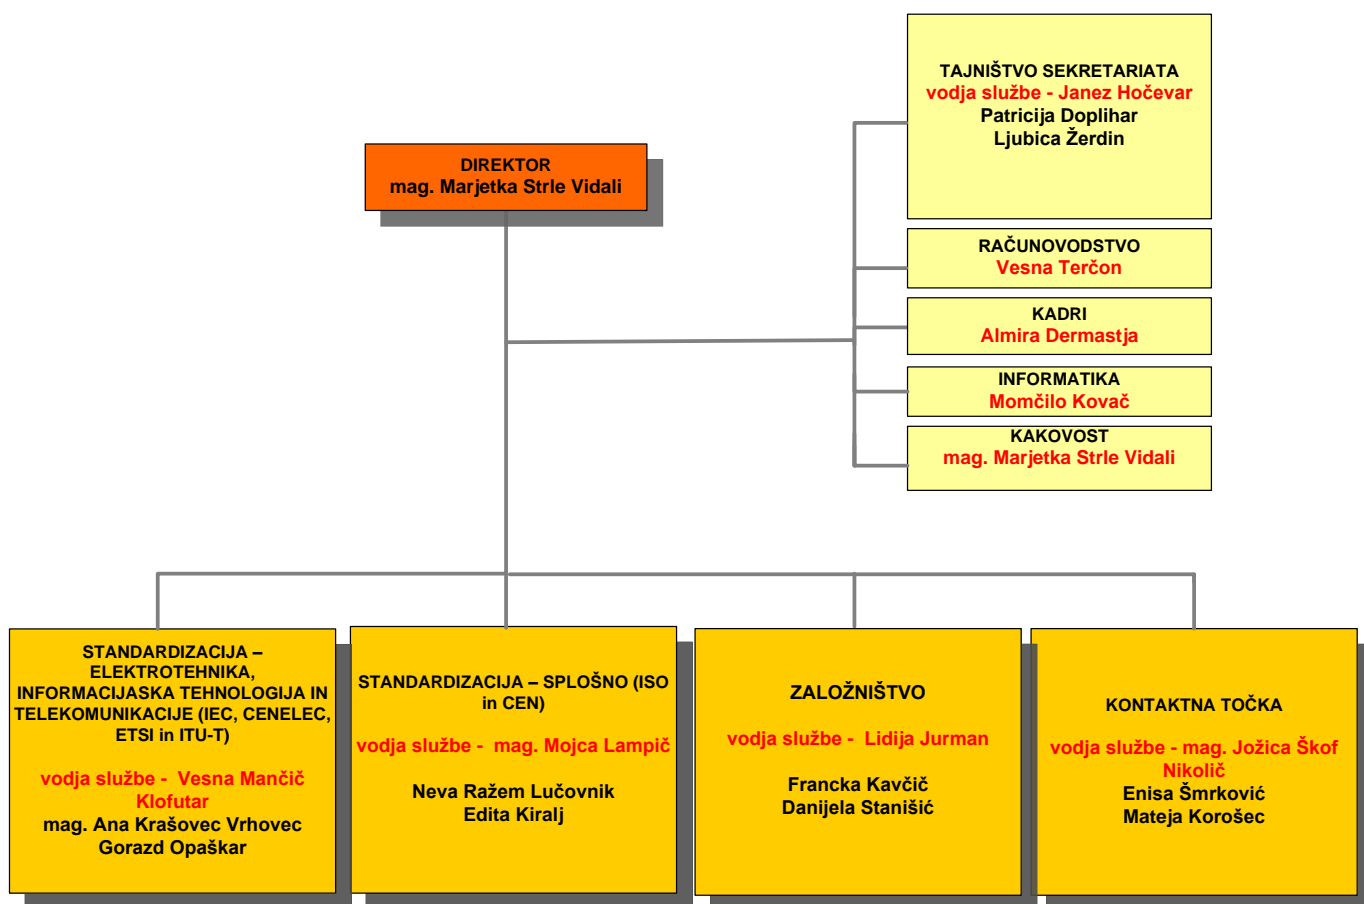 TAJNIŠTVO SEKRETARIATA
vodja službe - Janez Hočevar
Patricija Doplihar
Ljubica Žerdin
DIREKTOR
mag. Marjetka Strle Vidali
RAČUNOVODSTVO
Vesna Terčon
KADRI
Almira Dermastja
INFORMATIKA
Momčilo Kovač
KAKOVOST
mag. Marjetka Strle Vidali
STANDARDIZACIJA –
ELEKTROTEHNIKA,
INFORMACIJASKA TEHNOLOGIJA IN
TELEKOMUNIKACIJE (IEC, CENELEC,
ETSI in ITU-T)
vodja službe - Vesna Mančič
Klofutar
mag. Ana Krašovec Vrhovec
Gorazd Opaškar
STANDARDIZACIJA – SPLOŠNO (ISO
in CEN)
vodja službe - mag. Mojca Lampič
Neva Ražem Lučovnik
Edita Kiralj
ZALOŽNIŠTVO
vodja službe - Lidija Jurman
Francka Kavčič
Danijela Stanišić
KONTAKTNA TOČKA
vodja službe - mag. Jožica Škof
Nikolič
Enisa Šmrković
Mateja Korošec